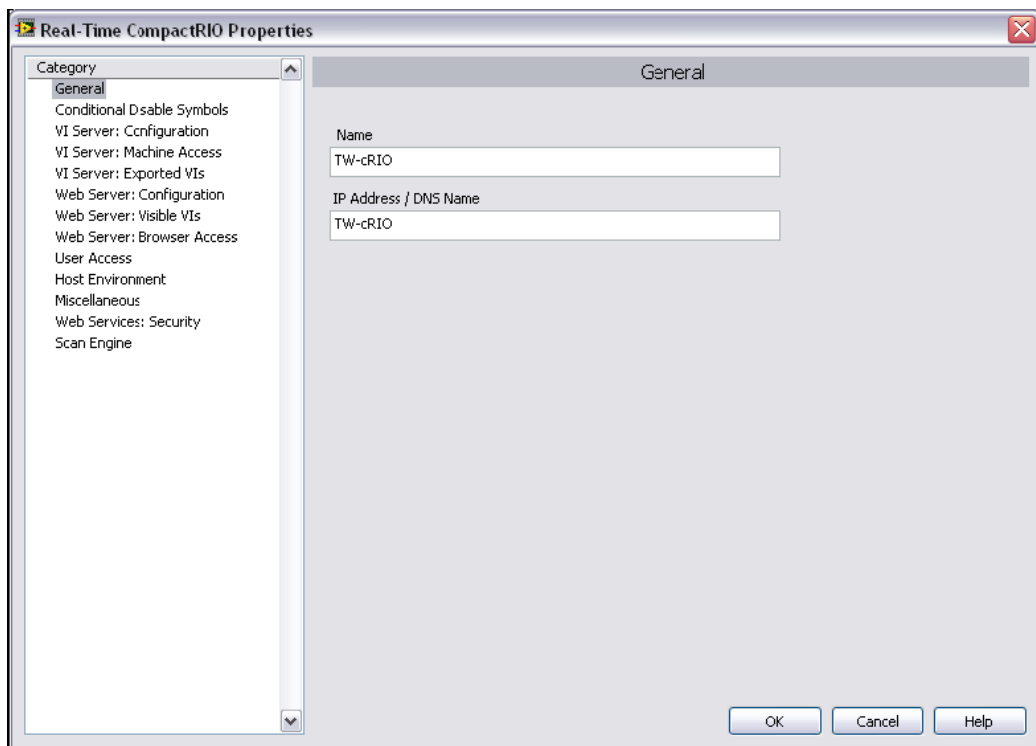 Real-Time CompactRIO Properties
Category
General
Conditional Disable Symbols
VI Server: Configuration
VI Server: Machine Access
VI Server: Exported VIs
Web Server: Configuration
Web Server: Visible VIs
Web Server: Browser Access
User Access
Host Environment
Miscellaneous
Web Services: Security
Scan Engine
General
Name
TW-cRIO
IP Address / DNS Name
TW-cRIO
OK
Cancel
Help